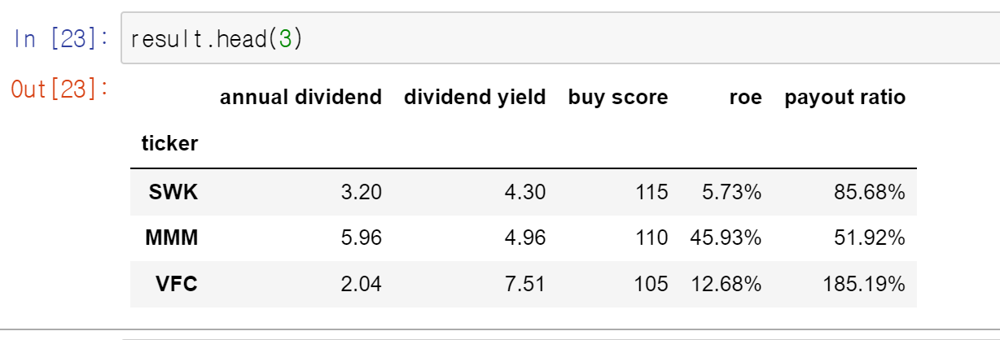 In [23]: result.head(3)
Out[23]:
annual dividend dividend yield buy score roe payout ratio
ticker
SWK 3.20 4.30 115 5.73% 85.68%
MMM 5.96 4.96 110 45.93% 51.92%
VFC 2.04 7.51 105 12.68% 185.19%